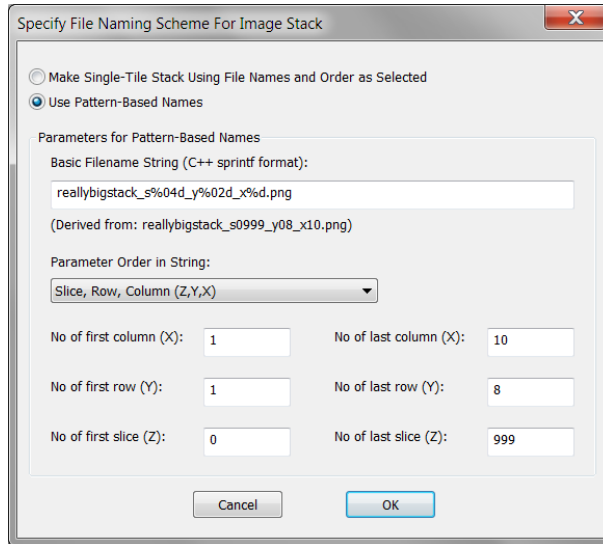 Specify File Naming Scheme For Image Stack
Make Single-Tile Stack Using File Names and Order as Selected
Use Pattern-Based Names
Parameters for Pattern-Based Names
Basic Filename String (C++ sprintf format):
reallybigstack_s%04d_y%02d_x%d.png
(Derived from: reallybigstack_s0999_y08_x10.png)
Parameter Order in String:
Slice, Row, Column (Z,Y,X)
No of first column (X): 1 No of last column (X): 10
No of first row (Y): 1 No of last row (Y): 8
No of first slice (Z): 0 No of last slice (Z): 999
Cancel OK